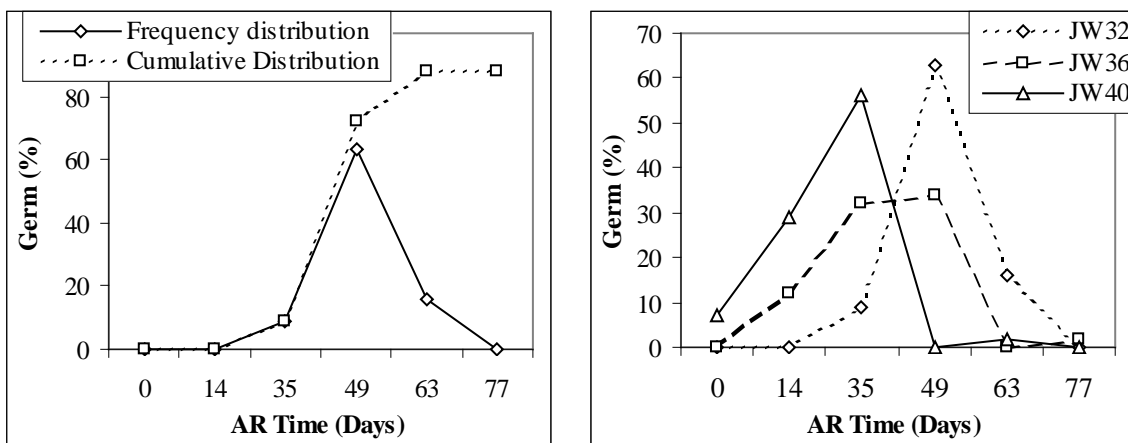 Frequency distribution
Cumulative Distribution
80
60
40
20
0
Germ (%)
0 14 35 49 63 77
AR Time (Days)
JW32
JW36
JW40
70
60
50
40
30
20
10
0
Germ (%)
0 14 35 49 63 77
AR Time (Days)